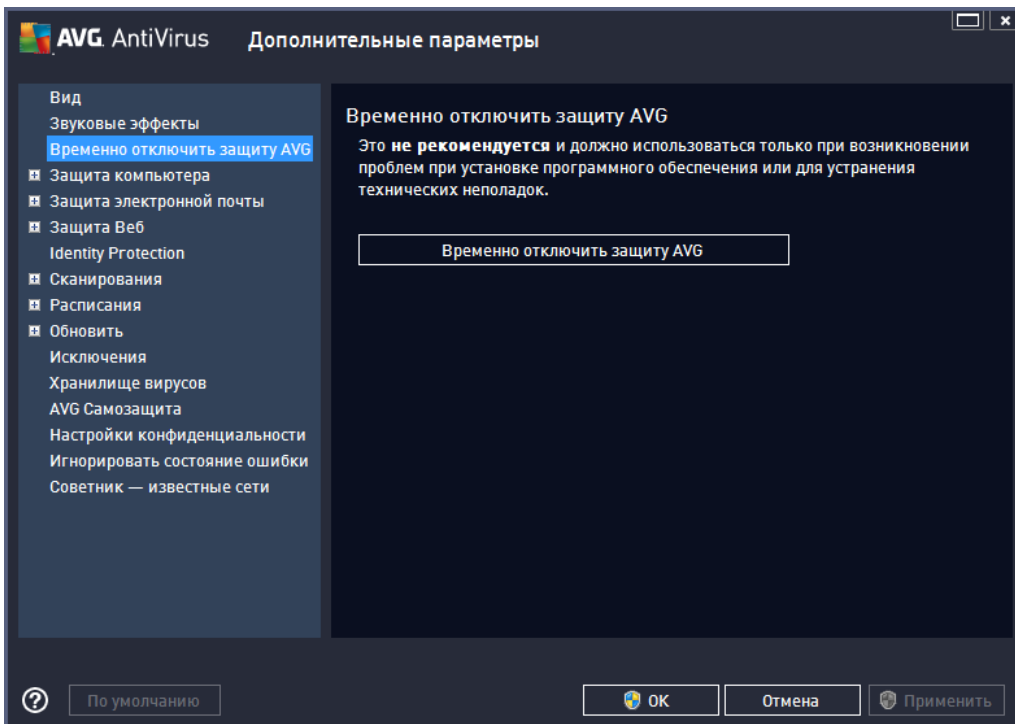 AVG. AntiVirus
Дополнительные параметры
Вид
Звуковые эффекты
Временно отключить защиту AVG
Защита компьютера
Защита электронной почты
Защита Веб
Identity Protection
Сканирования
Расписания
Обновить
Исключения
Хранилище вирусов
AVG Самозащита
Настройки конфиденциальности
Игнорировать состояние ошибки
Советник — известные сети
Временно отключить защиту AVG
Это не рекомендуется и должно использоваться только при возникновении
проблем при установке программного обеспечения или для устранения
технических неполадок.
Временно отключить защиту AVG
По умолчанию
ОК
Отмена
Применить